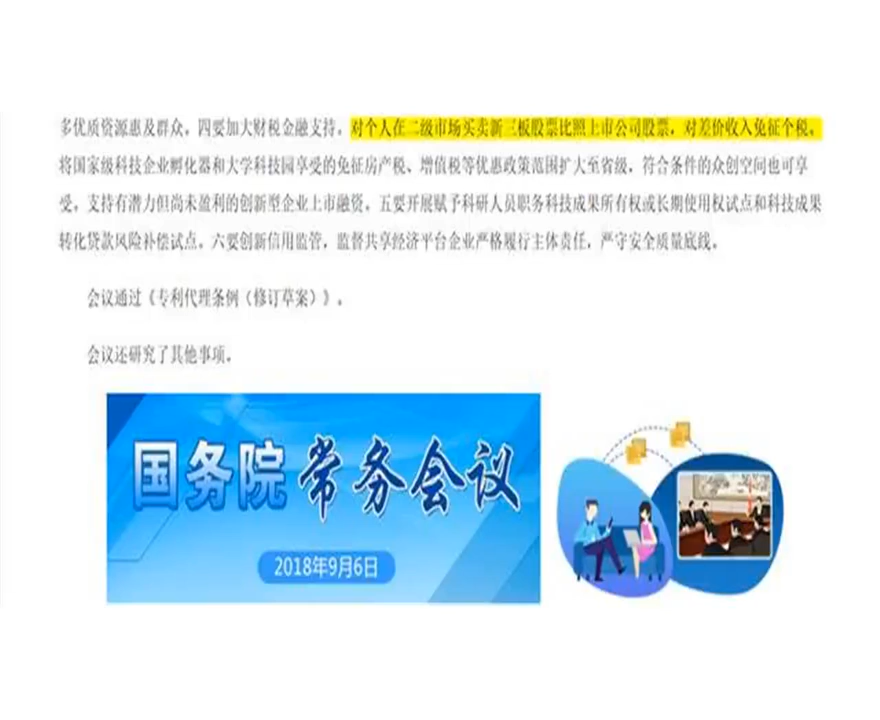 多优质资源惠及群众。四要加大财税金融支持。对个人在二级市场买卖新三板股票比照上市公司股票，对差价收入免征个税。
将国家级科技企业孵化器和大学科技园享受的免征房产税、增值税等优惠政策范围扩大至省级，符合条件的众创空间也可享
受。支持有潜力但尚未盈利的创新型企业上市融资。五要开展赋予科研人员职务科技成果所有权或长期使用权试点和科技成果
转化贷款风险补偿试点。六要创新信用监管，监督共享经济平台企业严格履行主体责任，严守安全质量底线。
会议通过《专利代理条例（修订草案）》。
会议还研究了其他事项。
国务院常务会议
2018年9月6日